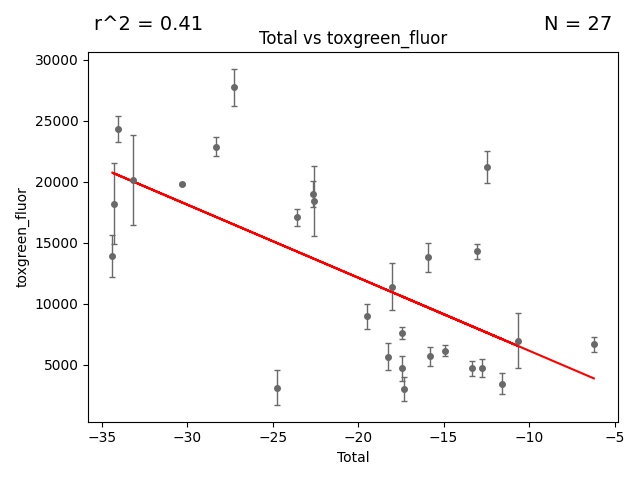 r^2 = 0.41
N = 27
Total vs toxgreen_fluor
30000
25000
20000
15000
10000
5000
toxgreen_fluor
−35
−30
−25
−20
−15
−10
−5
Total